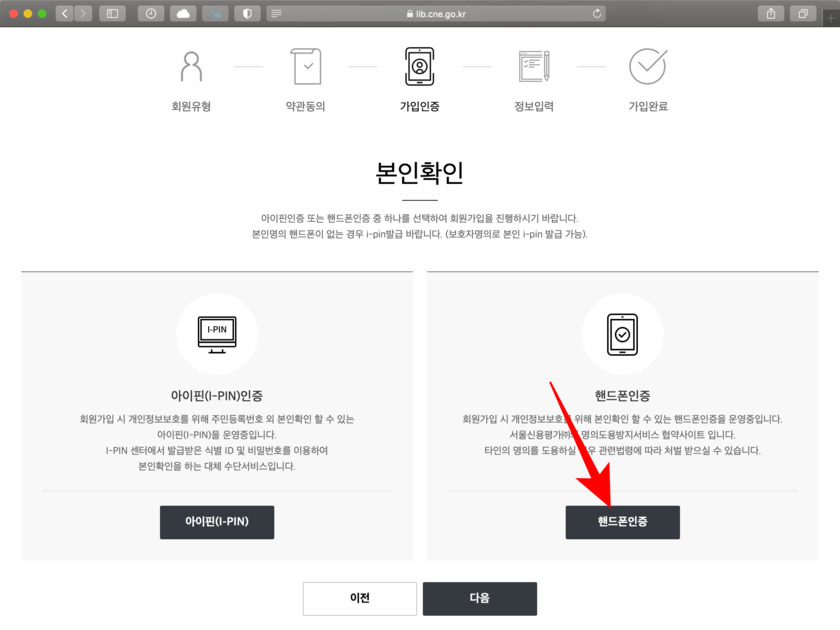 lib.cne.go.kr
회원유형
약관동의
가입인증
정보입력
가입완료
본인확인
아이핀인증 또는 핸드폰인증 중 하나를 선택하여 회원가입을 진행하시기 바랍니다.
본인명의 핸드폰이 없는 경우 i-pin발급 바랍니다. (보호자명의로 본인 i-pin 발급 가능).
I-PIN
아이핀(I-PIN)인증
회원가입 시 개인정보보호를 위해 주민등록번호 외 본인확인 할 수 있는
아이핀(I-PIN)을 운영중입니다.
I-PIN 센터에서 발급받은 식별 ID 및 비밀번호를 이용하여
본인확인을 하는 대체 수단서비스입니다.
아이핀(I-PIN)
핸드폰인증
회원가입 시 개인정보보호를 위해 본인확인 할 수 있는 핸드폰인증을 운영중입니다.
서울신용평가㈜의 명의도용방지서비스 협약사이트 입니다.
타인의 명의를 도용하실 경우 관련법령에 따라 처벌 받으실 수 있습니다.
핸드폰인증
이전
다음